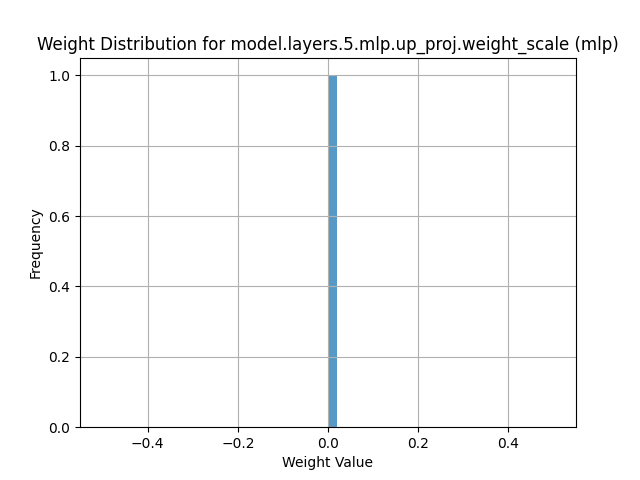 Weight Distribution for model.layers.5.mlp.up_proj.weight_scale (mlp)
1.0
0.8
0.6
0.4
0.2
0.0
Frequency
−0.4 −0.2 0.0 0.2 0.4
Weight Value